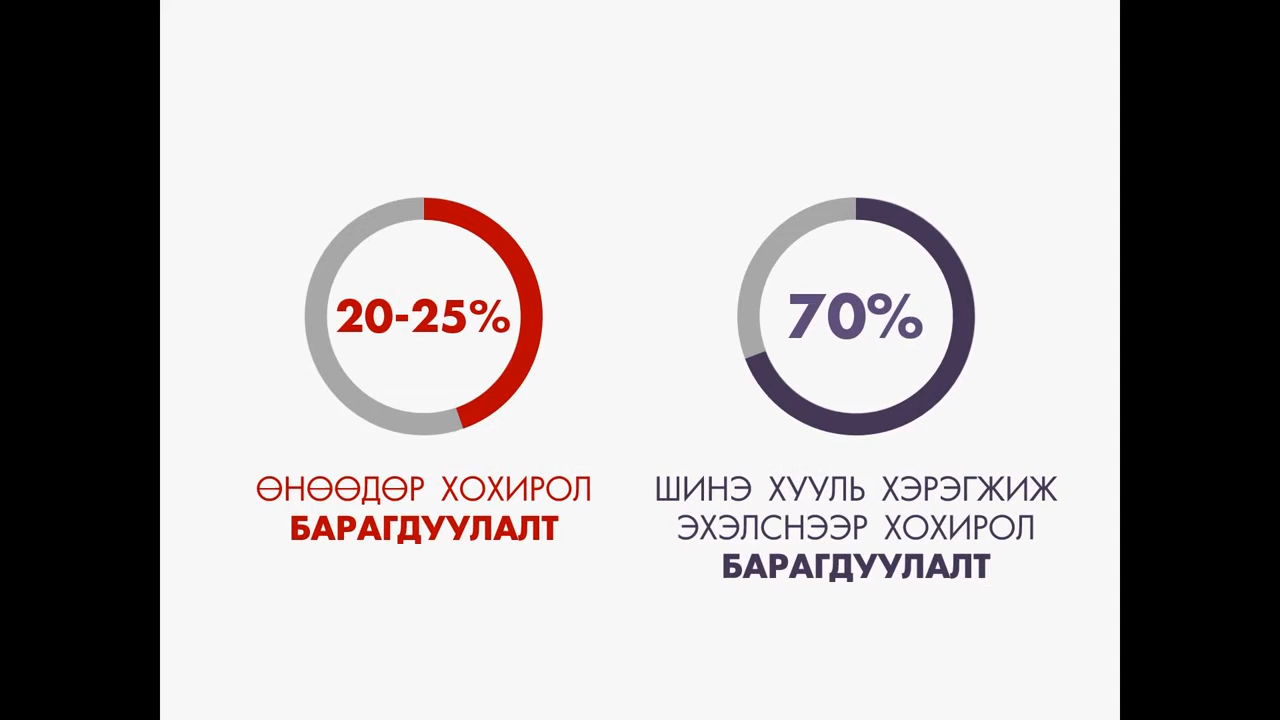 20-25%
ӨНӨӨДӨР ХОХИРОЛ
БАРАГДУУЛАЛТ
70%
ШИНЭ ХУУЛЬ ХЭРЭГЖИЖ
ЭХЭЛСНЭЭР ХОХИРОЛ
БАРАГДУУЛАЛТ